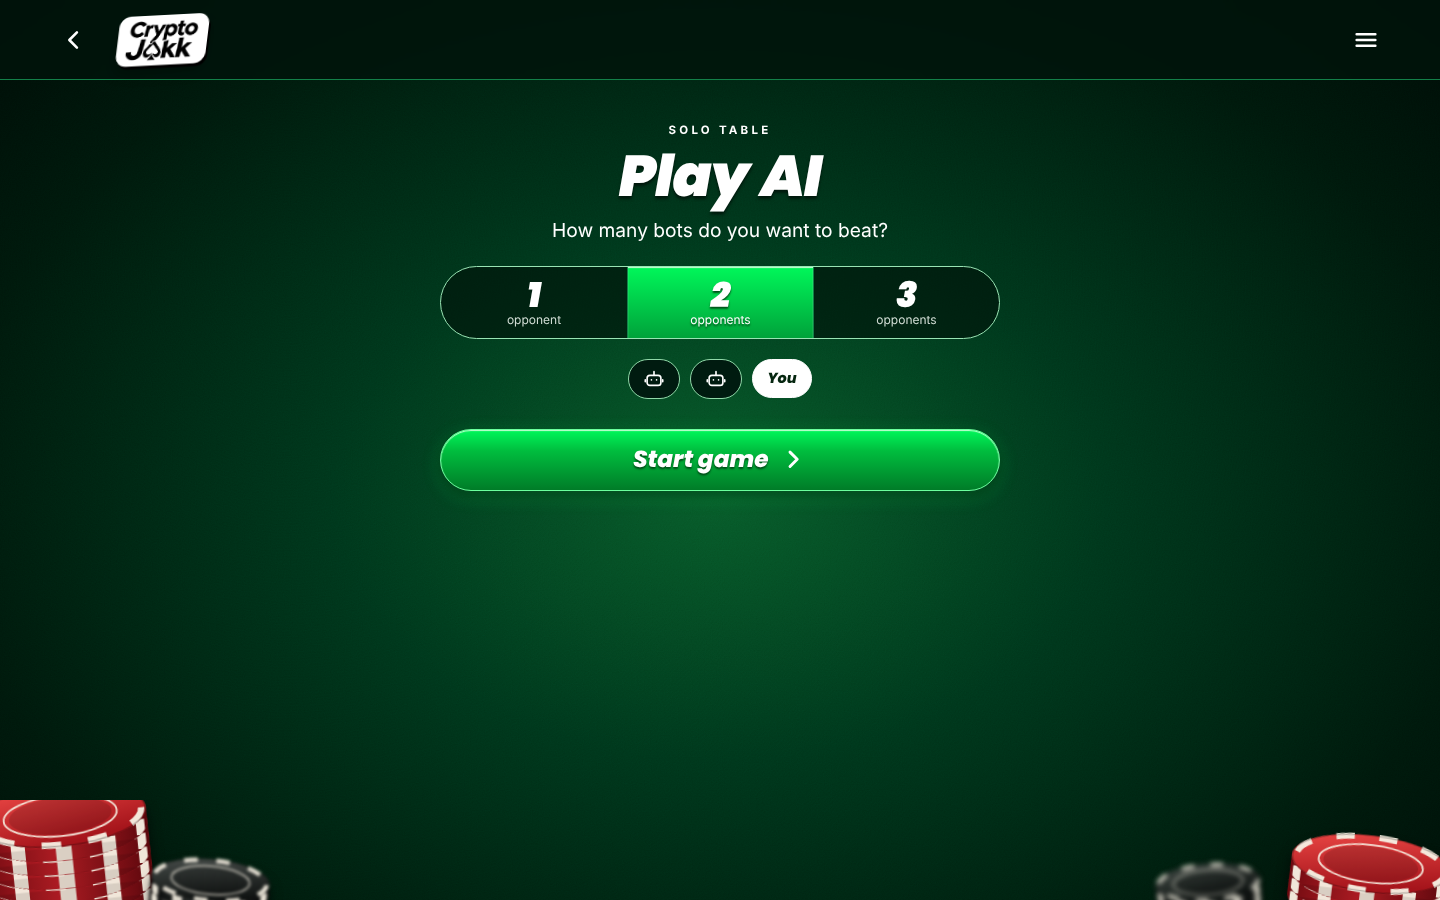 Crypto
Jokk
SOLO TABLE
Play AI
How many bots do you want to beat?
1
opponent
2
opponents
3
opponents
You
Start game